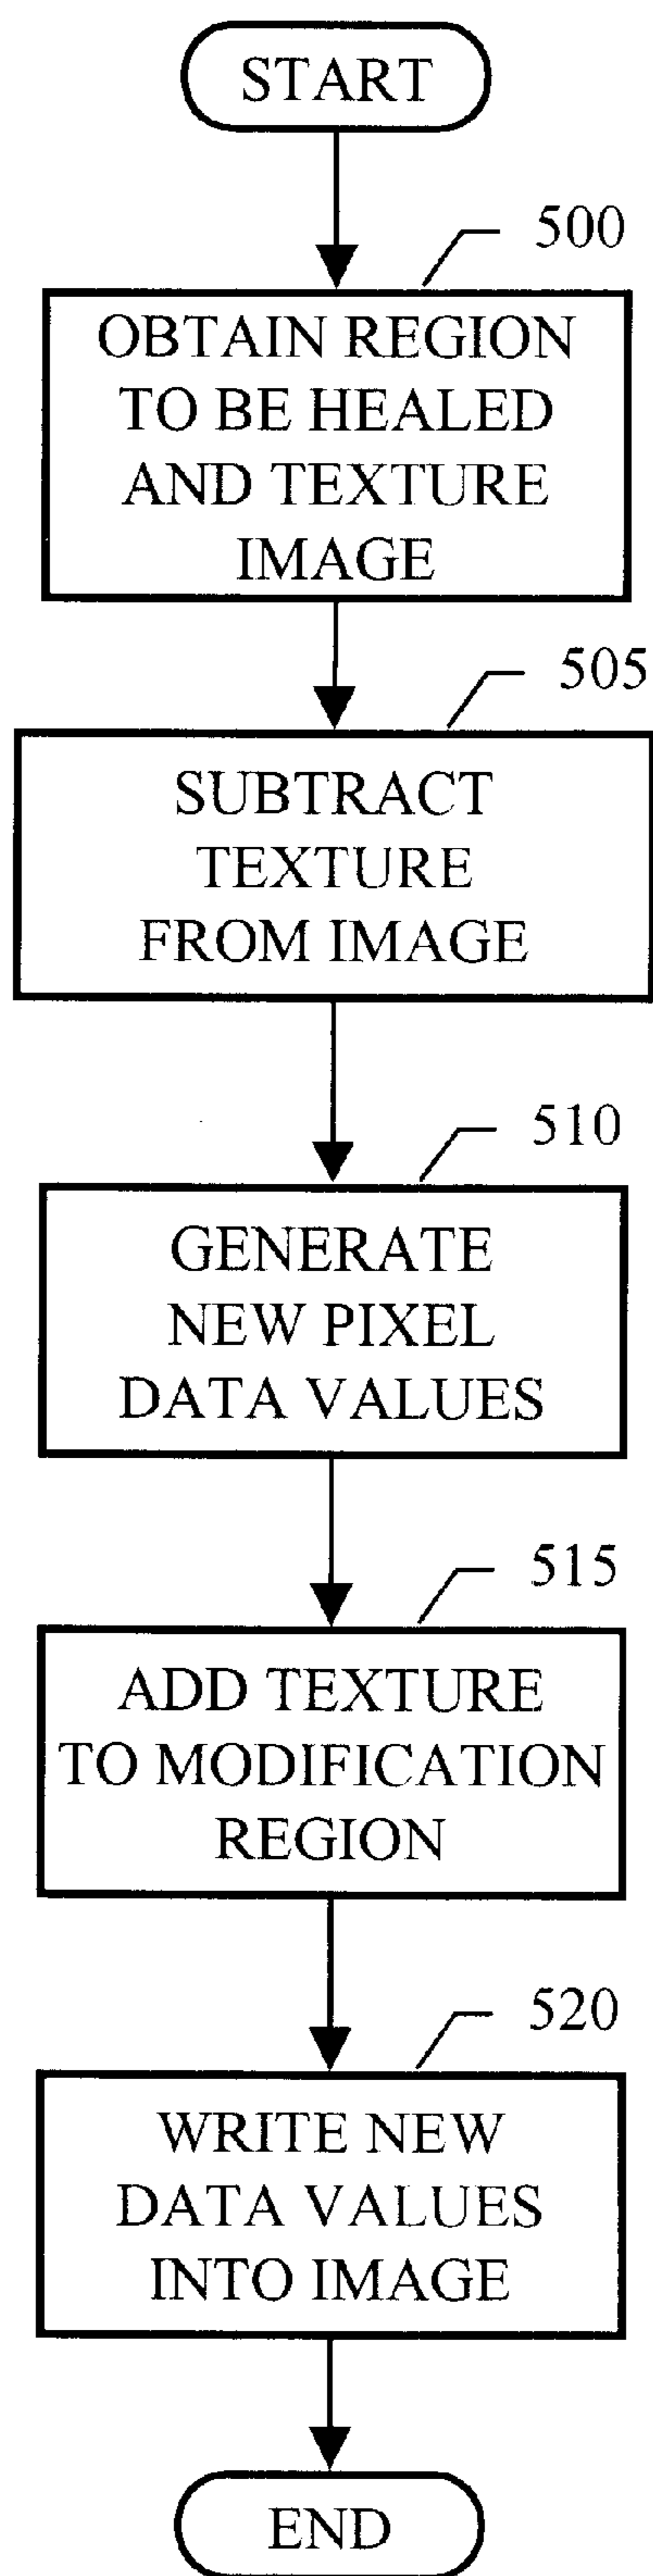 START
500
OBTAIN REGION
TO BE HEALED
AND TEXTURE
IMAGE
505
SUBTRACT
TEXTURE
FROM IMAGE
510
GENERATE
NEW PIXEL
DATA VALUES
515
ADD TEXTURE
TO MODIFICATION
REGION
520
WRITE NEW
DATA VALUES
INTO IMAGE
END